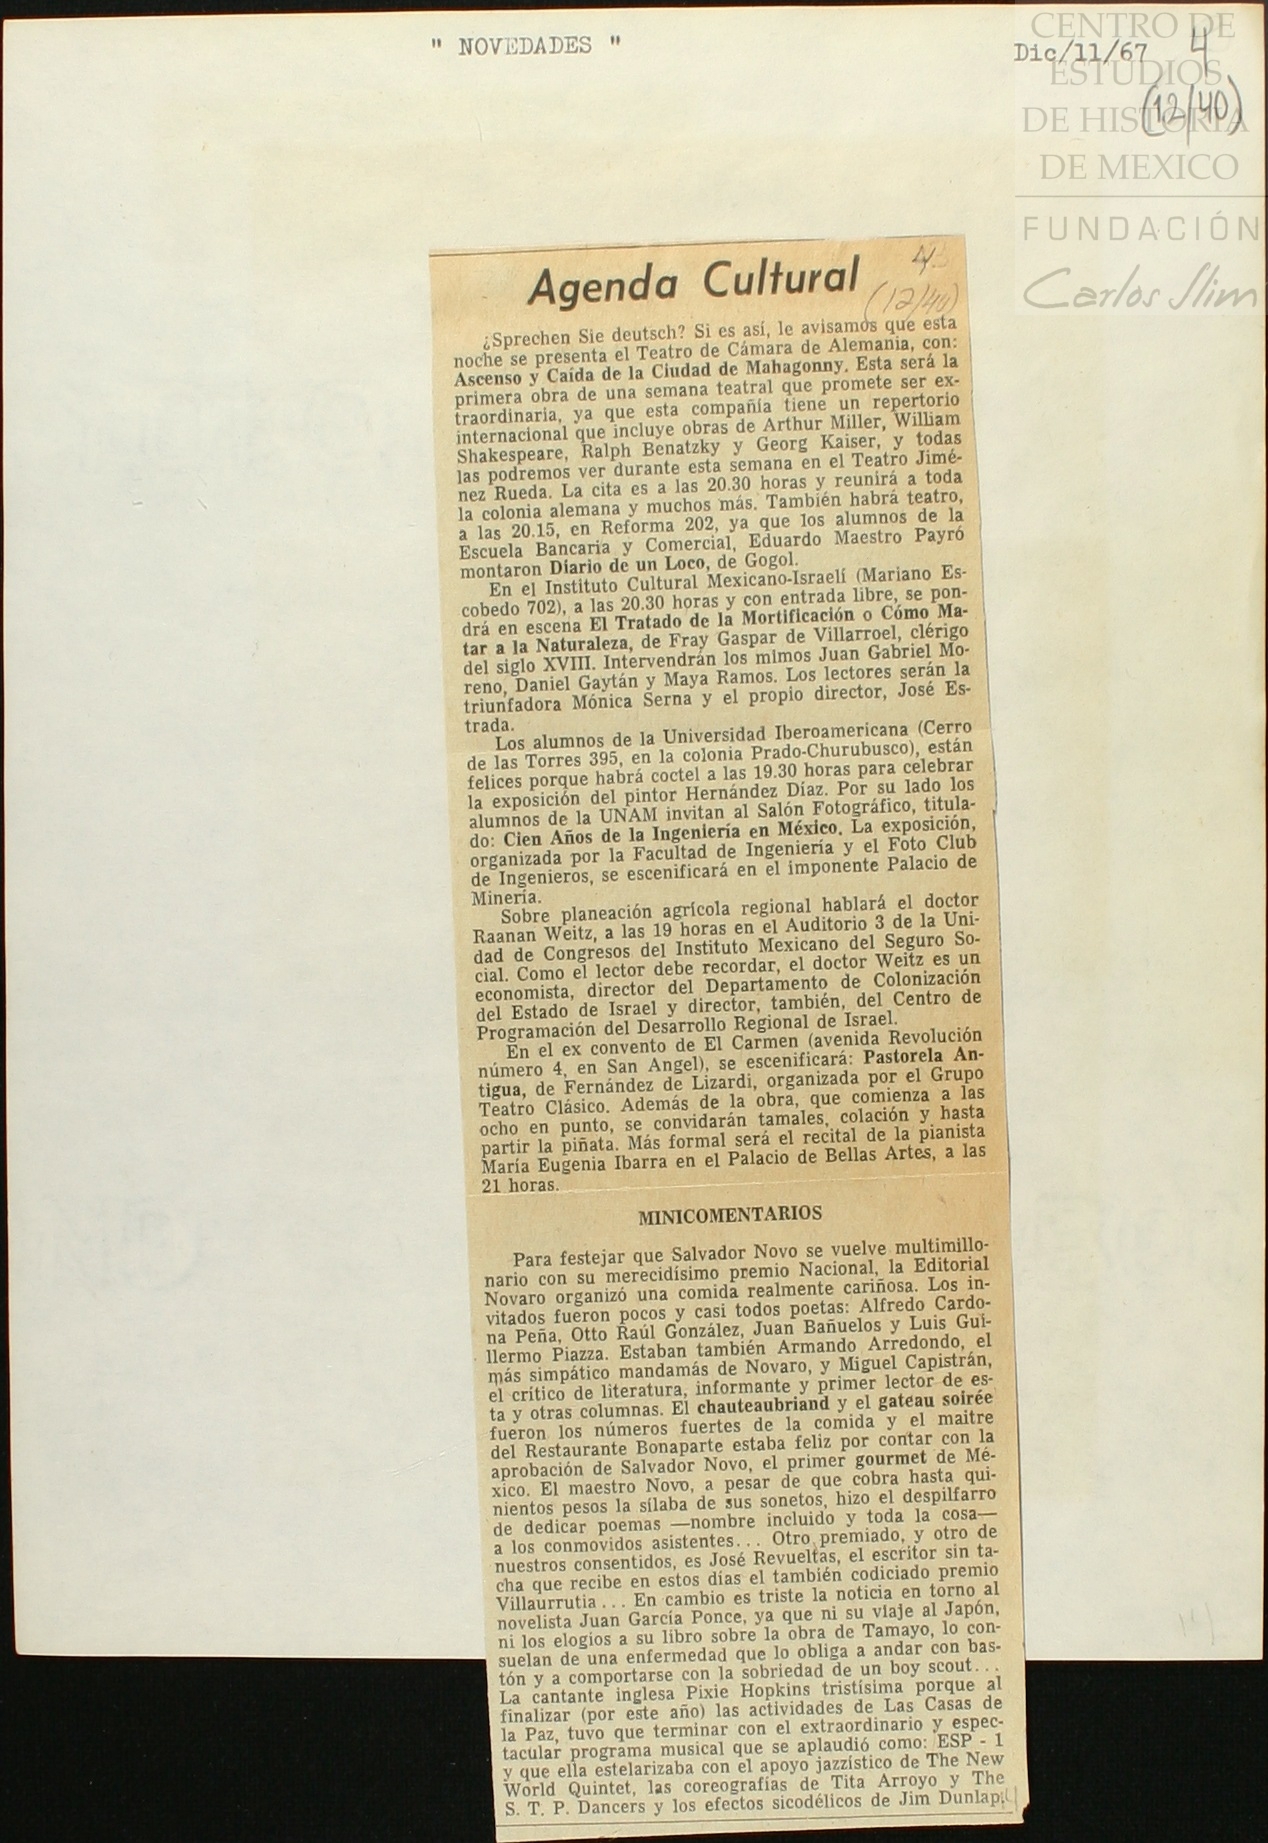 " NOVEDADES "
Dic/11/67
4
(12/40)
CENTRO DE
ESTUDIOS
DE HISTORIA
DE MEXICO
FUNDACIÓN
Carlos Slim
4
(12/40)
Agenda Cultural
¿Sprechen Sie deutsch? Si es así, le avisamos que esta
noche se presenta el Teatro de Cámara de Alemania, con:
Ascenso y Caída de la Ciudad de Mahagonny. Esta será la
primera obra de una semana teatral que promete ser ex-
traordinaria, ya que esta compañía tiene un repertorio
internacional que incluye obras de Arthur Miller, William
Shakespeare, Ralph Benatzky y Georg Kaiser, y todas
las podremos ver durante esta semana en el Teatro Jimé-
nez Rueda. La cita es a las 20.30 horas y reunirá a toda
la colonia alemana y muchos más. También habrá teatro,
a las 20.15, en Reforma 202, ya que los alumnos de la
Escuela Bancaria y Comercial, Eduardo Maestro Payró
montaron Diario de un Loco, de Gogol.
En el Instituto Cultural Mexicano-Israelí (Mariano Es-
cobedo 702), a las 20.30 horas y con entrada libre, se pon-
drá en escena El Tratado de la Mortificación o Cómo Ma-
tar a la Naturaleza, de Fray Gaspar de Villarroel, clérigo
del siglo XVIII. Intervendrán los mimos Juan Gabriel Mo-
reno, Daniel Gaytán y Maya Ramos. Los lectores serán la
triunfadora Mónica Serna y el propio director, José Es-
trada.
Los alumnos de la Universidad Iberoamericana (Cerro
de las Torres 395, en la colonia Prado-Churubusco), están
felices porque habrá coctel a las 19.30 horas para celebrar
la exposición del pintor Hernández Díaz. Por su lado los
alumnos de la UNAM invitan al Salón Fotográfico, titula-
do: Cien Años de la Ingeniería en México. La exposición,
organizada por la Facultad de Ingeniería y el Foto Club
de Ingenieros, se escenificará en el imponente Palacio de
Minería.
Sobre planeación agrícola regional hablará el doctor
Raanan Weitz, a las 19 horas en el Auditorio 3 de la Uni-
dad de Congresos del Instituto Mexicano del Seguro So-
cial. Como el lector debe recordar, el doctor Weitz es un
economista, director del Departamento de Colonización
del Estado de Israel y director, también, del Centro de
Programación del Desarrollo Regional de Israel.
En el ex convento de El Carmen (avenida Revolución
número 4, en San Angel), se escenificará: Pastorela An-
tigua, de Fernández de Lizardi, organizada por el Grupo
Teatro Clásico. Además de la obra, que comienza a las
ocho en punto, se convidarán tamales, colación y hasta
partir la piñata. Más formal será el recital de la pianista
María Eugenia Ibarra en el Palacio de Bellas Artes, a las
21 horas.
MINICOMENTARIOS
Para festejar que Salvador Novo se vuelve multimillo-
nario con su merecidísimo premio Nacional, la Editorial
Novaro organizó una comida realmente cariñosa. Los in-
vitados fueron pocos y casi todos poetas: Alfredo Cardo-
na Peña, Otto Raúl González, Juan Bañuelos y Luis Gui-
llermo Piazza. Estaban también Armando Arredondo, el
más simpático mandamás de Novaro, y Miguel Capistrán,
el crítico de literatura, informante y primer lector de es-
ta y otras columnas. El chauteaubriand y el gateau soirée
fueron los números fuertes de la comida y el maitre
del Restaurante Bonaparte estaba feliz por contar con la
aprobación de Salvador Novo, el primer gourmet de Mé-
xico. El maestro Novo, a pesar de que cobra hasta qui-
nientos pesos la sílaba de sus sonetos, hizo el despilfarro
de dedicar poemas —nombre incluido y toda la cosa—
a los conmovidos asistentes... Otro premiado, y otro de
nuestros consentidos, es José Revueltas, el escritor sin ta-
cha que recibe en estos días el también codiciado premio
Villaurrutia... En cambio es triste la noticia en torno al
novelista Juan García Ponce, ya que ni su viaje al Japón,
ni los elogios a su libro sobre la obra de Tamayo, lo con-
suelan de una enfermedad que lo obliga a andar con bas-
tón y a comportarse con la sobriedad de un boy scout...
La cantante inglesa Pixie Hopkins tristísima porque al
finalizar (por este año) las actividades de Las Casas de
la Paz, tuvo que terminar con el extraordinario y espec-
tacular programa musical que se aplaudió como: ESP - 1
y que ella estelarizaba con el apoyo jazzístico de The New
World Quintet, las coreografías de Tita Arroyo y The
S. T. P. Dancers y los efectos sicodélicos de Jim Dunlap.